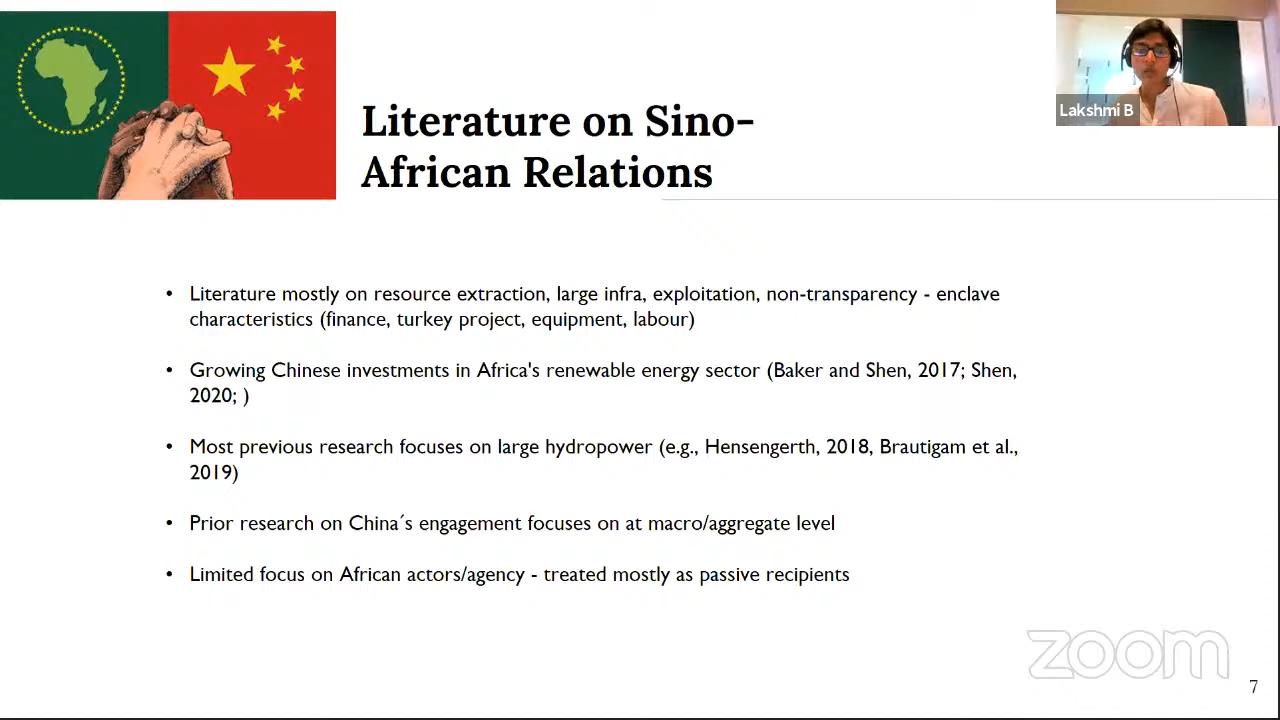 Lakshmi B
Literature on Sino-
African Relations
• Literature mostly on resource extraction, large infra, exploitation, non-transparency - enclave
characteristics (finance, turkey project, equipment, labour)
• Growing Chinese investments in Africa's renewable energy sector (Baker and Shen, 2017; Shen,
2020; )
• Most previous research focuses on large hydropower (e.g., Hensengerth, 2018, Brautigam et al.,
2019)
• Prior research on China´s engagement focuses on at macro/aggregate level
• Limited focus on African actors/agency - treated mostly as passive recipients
zoom
7